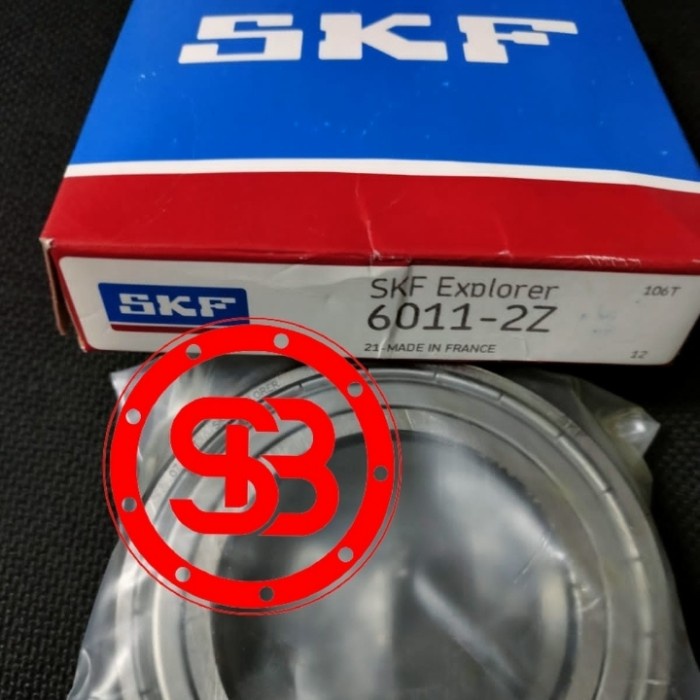 SKF
SKF
SKF Explorer
6011-2Z
106T
21-MADE IN FRANCE
12
SB